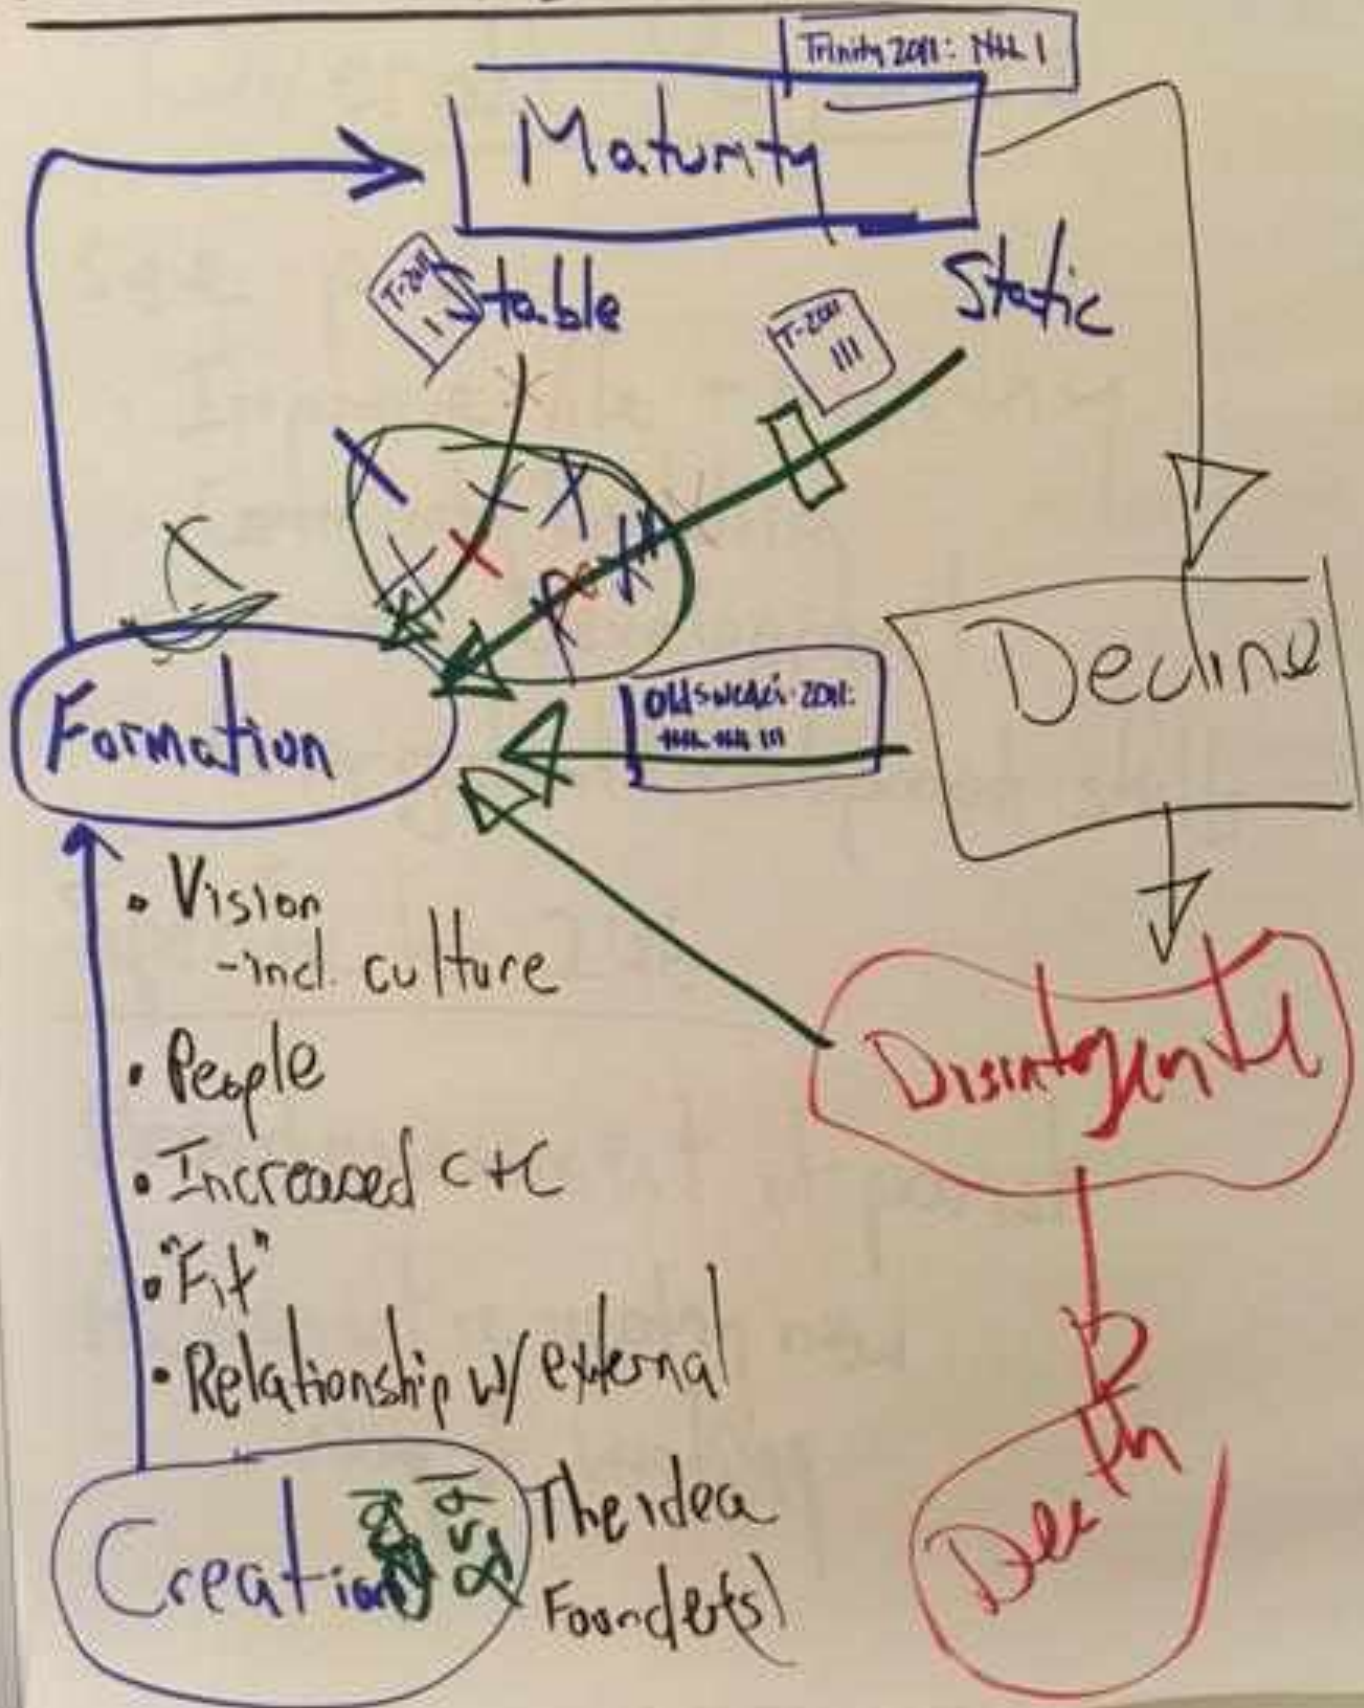 Trinity 2011:
Maturity
Stable
Static
T-2011
I
T-2011
III
Decline
Formation
2011:
• Vision
-incl. culture
• People
• Increased C+C
• "Fit"
• Relationship w/ external
Disintegrate
Creation
The idea
Founder(s)
Death